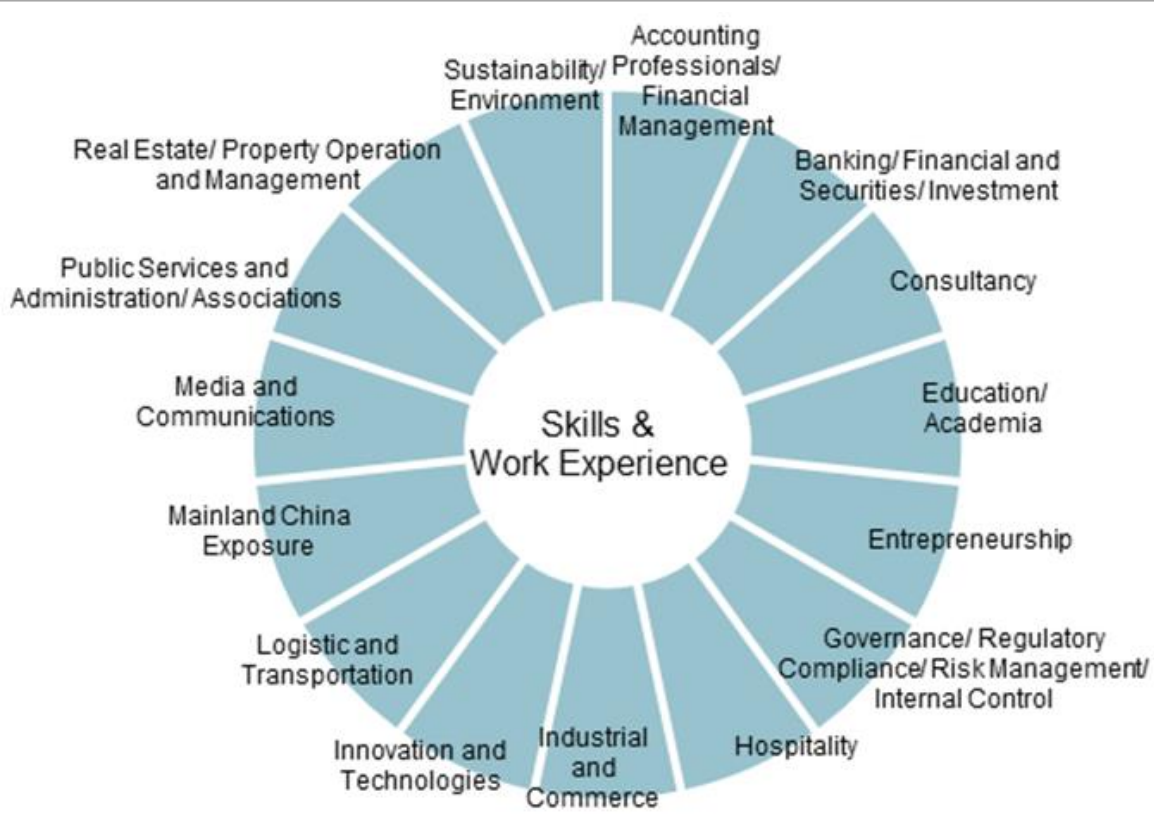 Accounting
Professionals/
Financial
Management
Banking/ Financial and
Securities/ Investment
Consultancy
Education/
Academia
Entrepreneurship
Governance/ Regulatory
Compliance/ Risk Management/
Internal Control
Hospitality
Industrial
and
Commerce
Innovation and
Technologies
Logistic and
Transportation
Mainland China
Exposure
Media and
Communications
Public Services and
Administration/ Associations
Real Estate/ Property Operation
and Management
Sustainability/
Environment
Skills &
Work Experience